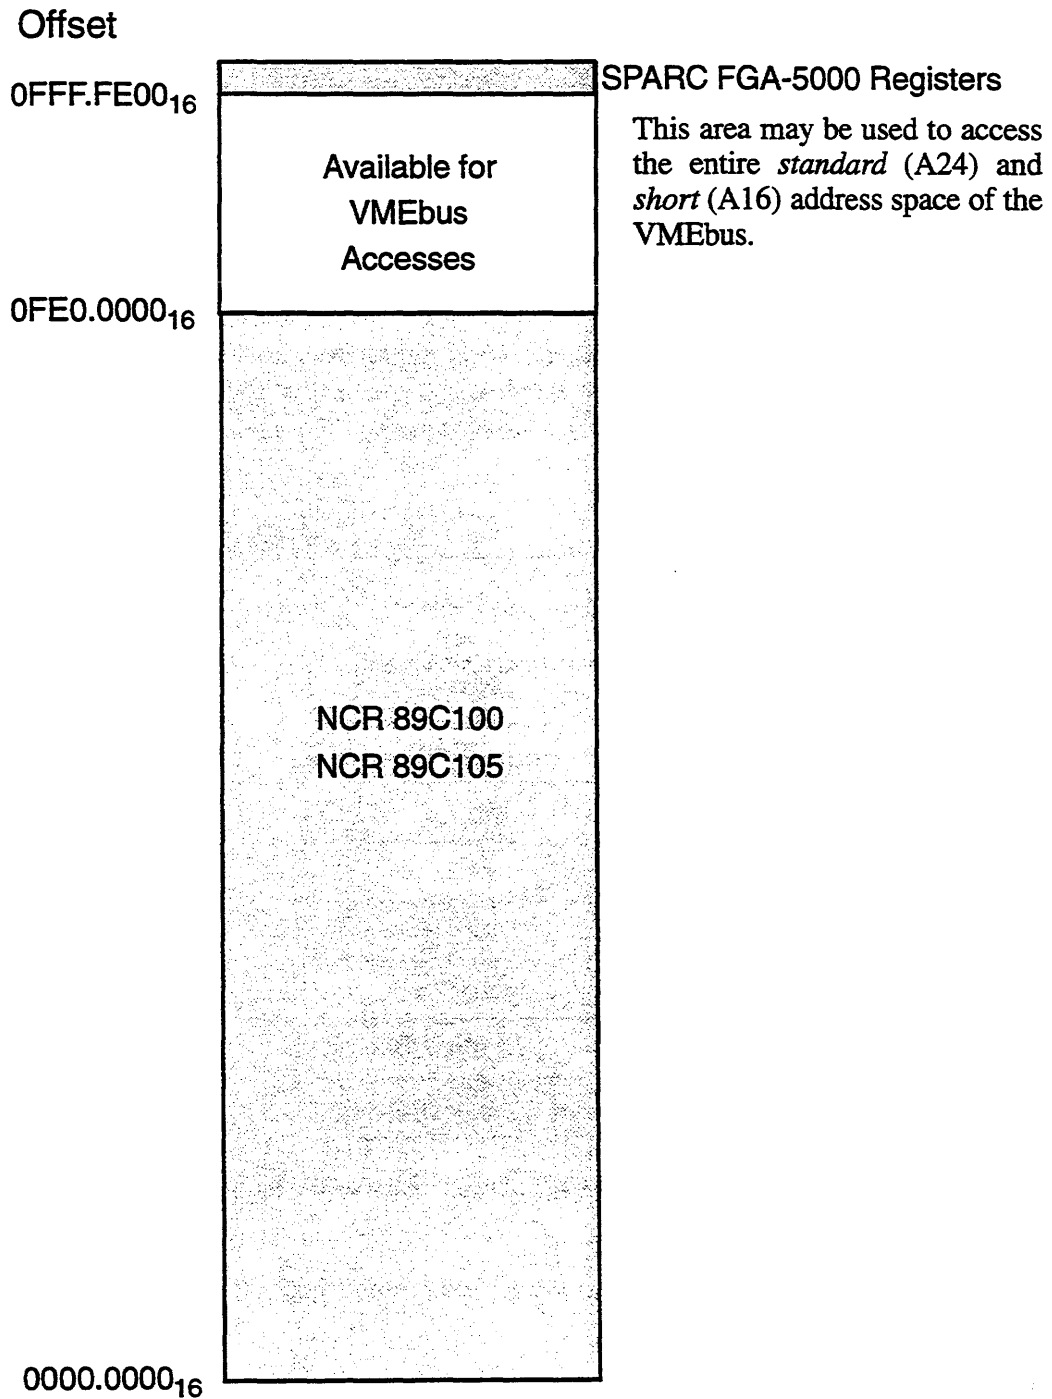 Offset
0FFF.FE00₁₆
SPARC FGA-5000 Registers
This area may be used to access
the entire standard (A24) and
short (A16) address space of the
VMEbus.
Available for
VMEbus
Accesses
0FE0.0000₁₆
NCR 89C100
NCR 89C105
0000.0000₁₆